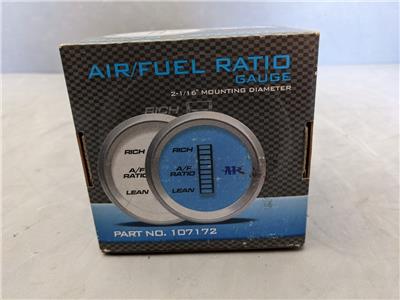 AIR/FUEL RATIO
GAUGE
2-1/16" MOUNTING DIAMETER
RICH
RICH
A/F
RATIO
LEAN
RICH
A/F
RATIO
LEAN
PART NO. 107172